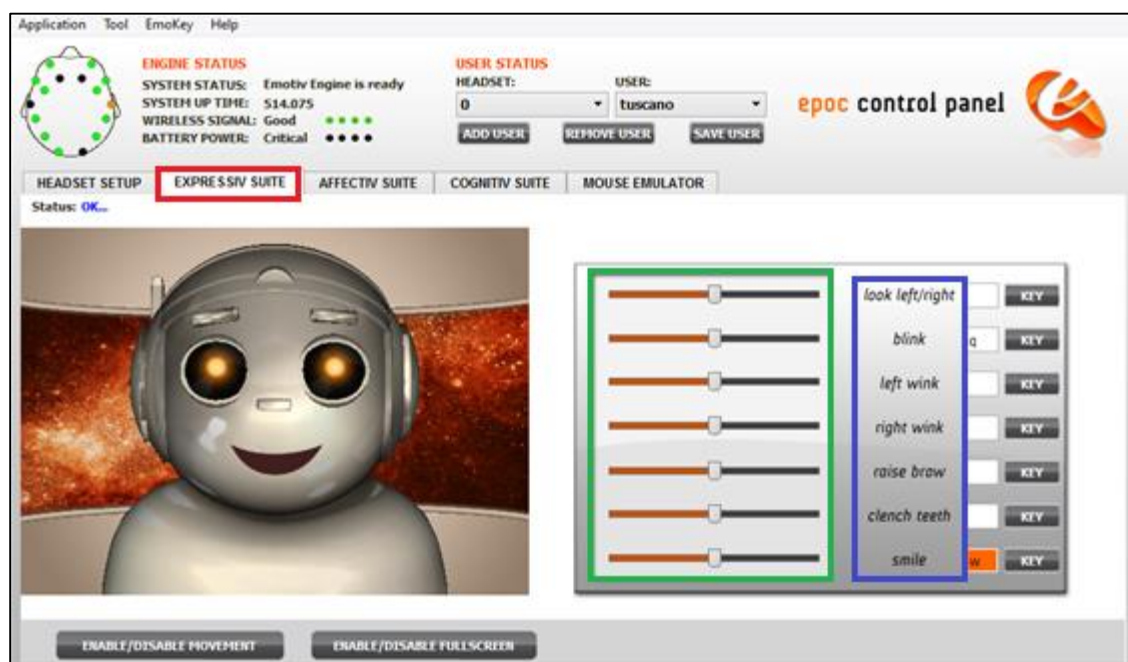 Application Tool EmoKey Help
ENGINE STATUS
SYSTEM STATUS: Emotiv Engine is ready
SYSTEM UP TIME: 514.075
WIRELESS SIGNAL: Good
BATTERY POWER: Critical
USER STATUS
HEADSET: USER:
0 tuscano
ADD USER REMOVE USER SAVE USER
epoc control panel
HEADSET SETUP EXPRESSIV SUITE AFFECTIV SUITE COGNITIV SUITE MOUSE EMULATOR
Status: OK...
look left/right KEY
blink q KEY
left wink KEY
right wink KEY
raise brow KEY
clench teeth KEY
smile w KEY
ENABLE/DISABLE MOVEMENT ENABLE/DISABLE FULLSCREEN